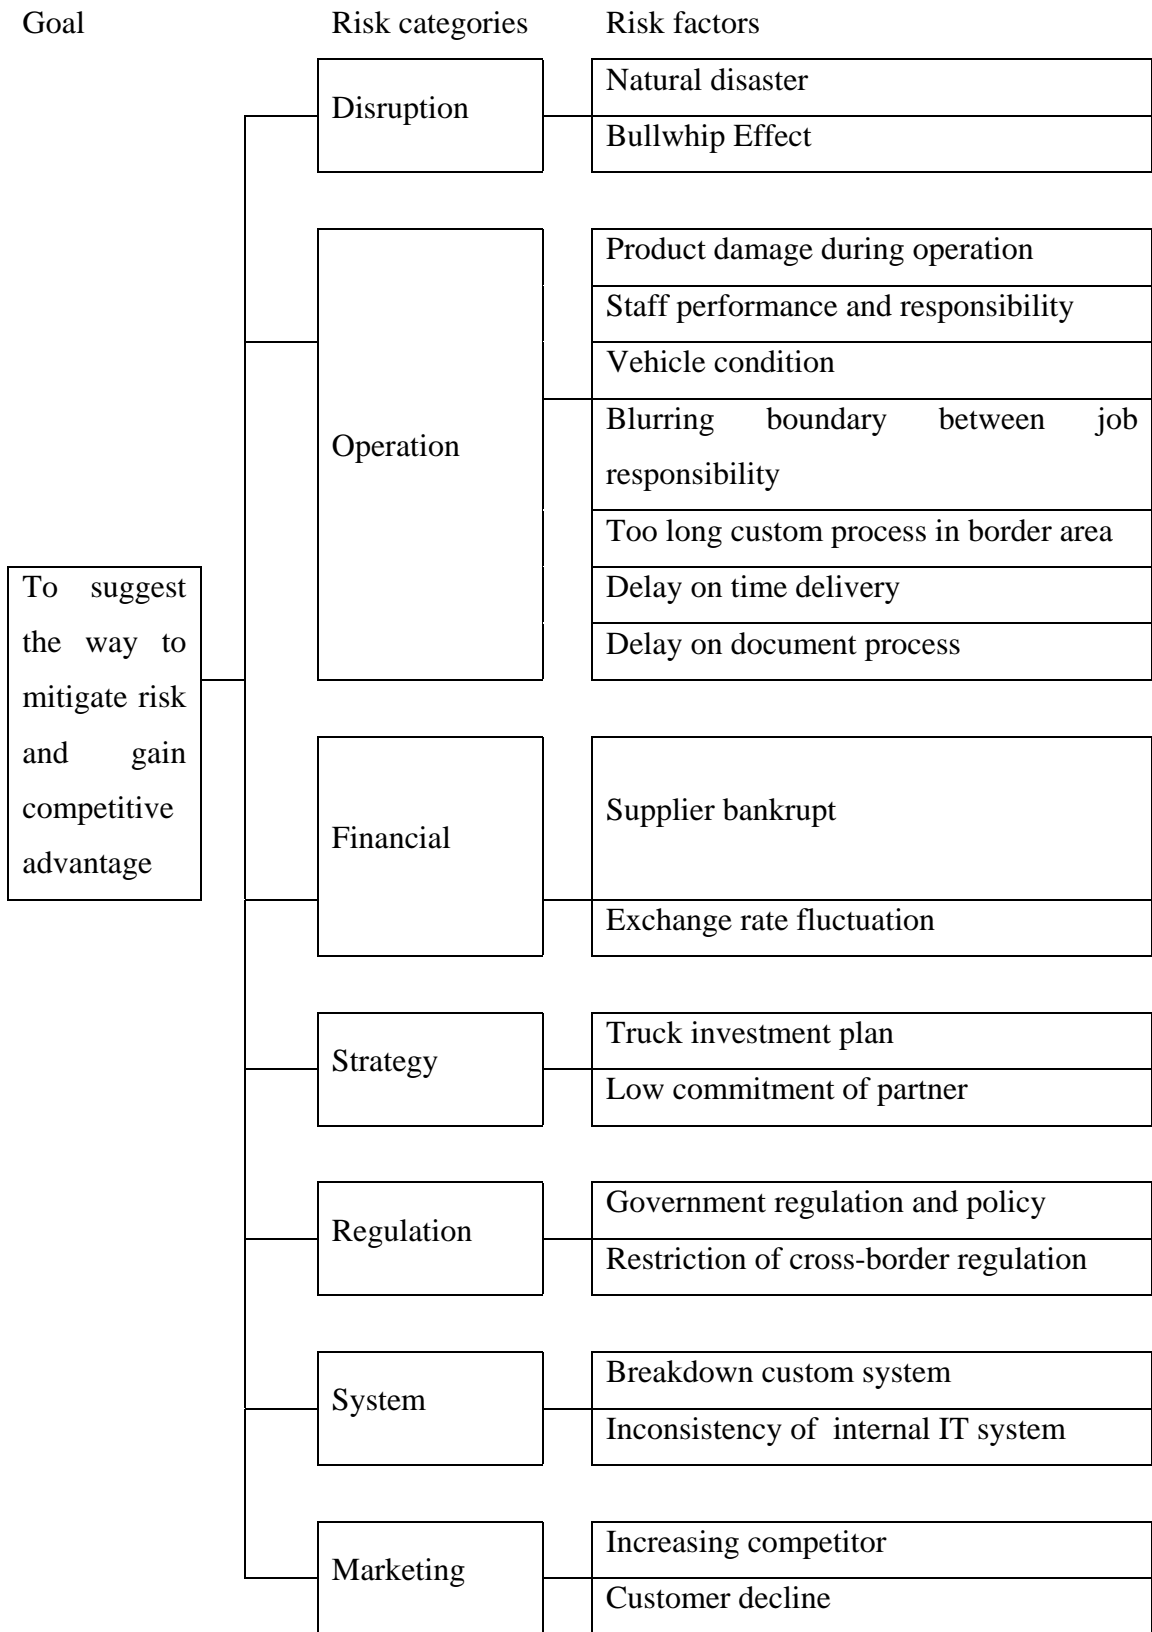 Goal Risk categories Risk factors
Disruption
Natural disaster
Bullwhip Effect
Operation
Product damage during operation
Staff performance and responsibility
Vehicle condition
Blurring boundary between job
responsibility
Too long custom process in border area
Delay on time delivery
Delay on document process
To suggest
the way to
mitigate risk
and gain
competitive
advantage
Financial
Supplier bankrupt
Exchange rate fluctuation
Strategy
Truck investment plan
Low commitment of partner
Regulation
Government regulation and policy
Restriction of cross-border regulation
System
Breakdown custom system
Inconsistency of internal IT system
Marketing
Increasing competitor
Customer decline